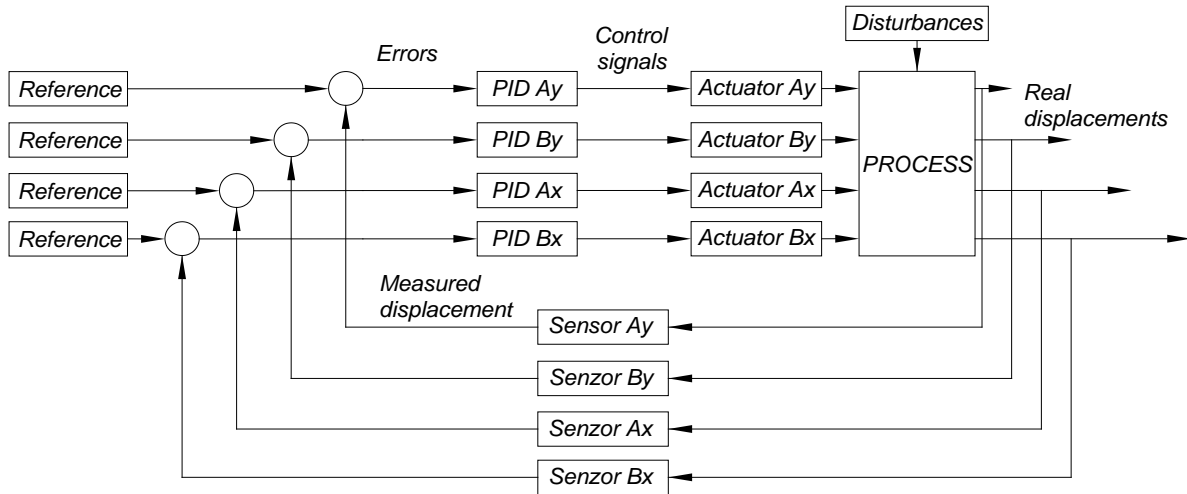 Disturbances
Errors
Control
signals
Reference
PID Ay
Actuator Ay
Real
displacements
Reference
PID By
Actuator By
PROCESS
Reference
PID Ax
Actuator Ax
Reference
PID Bx
Actuator Bx
Measured
displacement
Sensor Ay
Senzor By
Senzor Ax
Senzor Bx